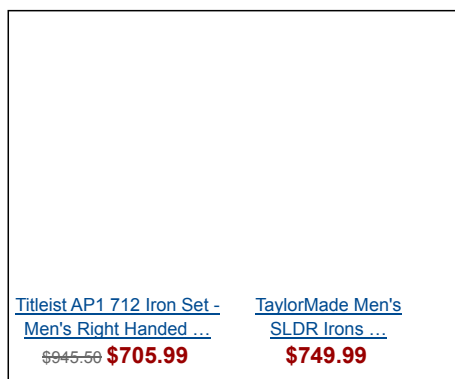 Titleist AP1 712 Iron Set -
Men's Right Handed …
$945.50 $705.99
TaylorMade Men's
SLDR Irons …
$749.99